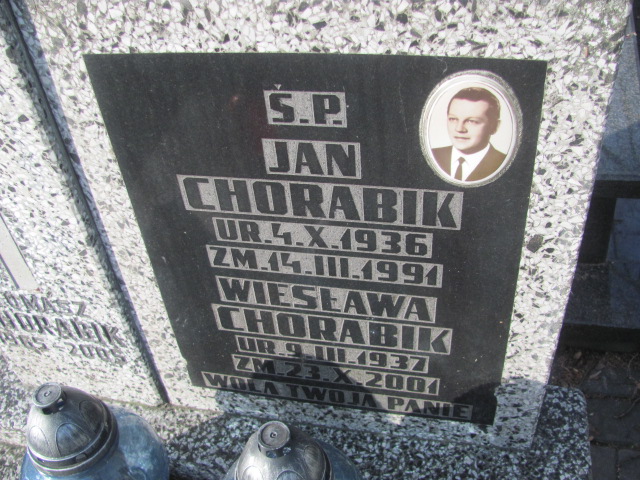 Ś.P.
JAN
CHORABIK
UR.4.X.1936
ZM.14.III.1991
WIESŁAWA
CHORABIK
UR.9.III.1937
ZM.23.X.2001
WOLA TWOJA PANIE